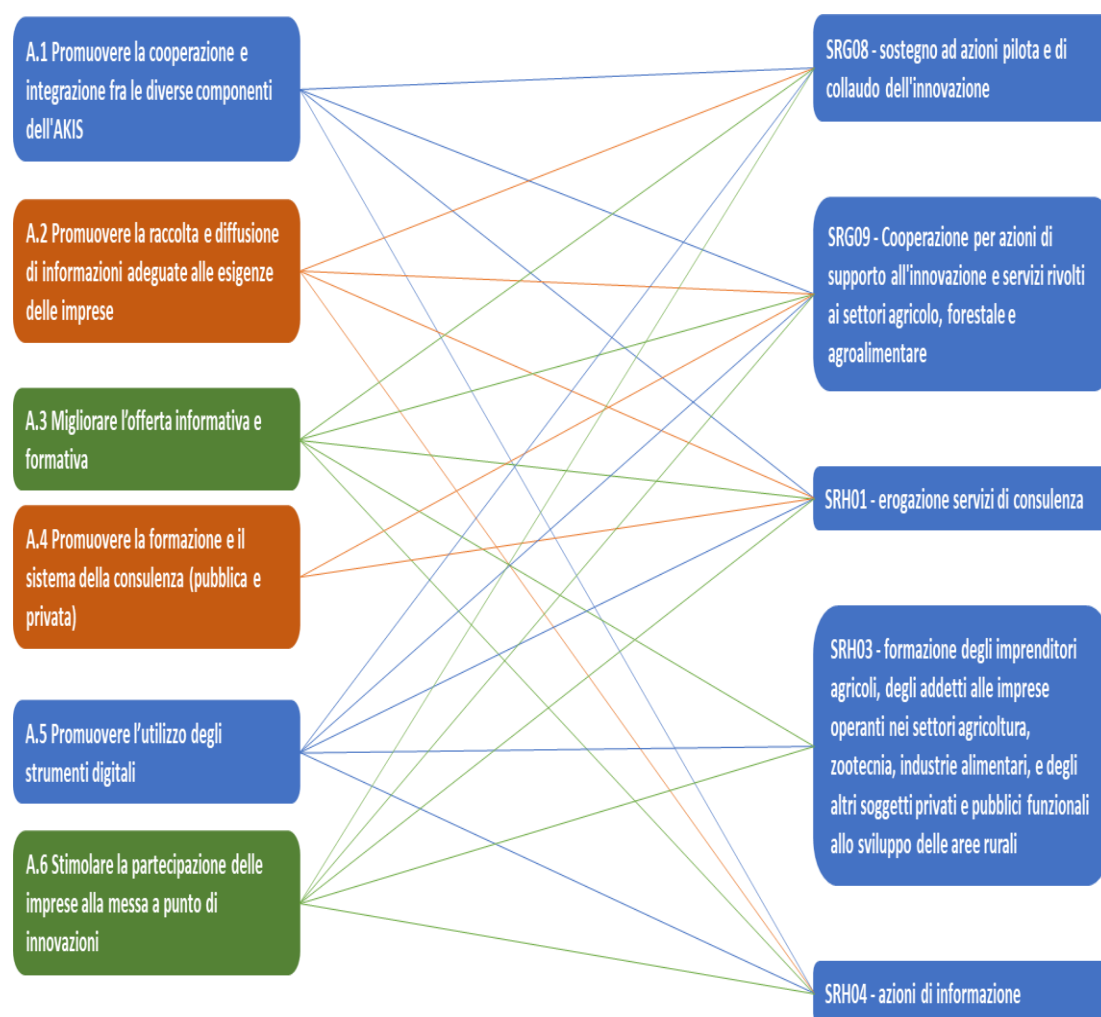 A.1 Promuovere la cooperazione e
integrazione fra le diverse componenti
dell'AKIS
A.2 Promuovere la raccolta e diffusione
di informazioni adeguate alle esigenze
delle imprese
A.3 Migliorare l’offerta informativa e
formativa
A.4 Promuovere la formazione e il
sistema della consulenza (pubblica e
privata)
A.5 Promuovere l’utilizzo degli
strumenti digitali
A.6 Stimolare la partecipazione delle
imprese alla messa a punto di
innovazioni
SRG08 - sostegno ad azioni pilota e di
collaudo dell'innovazione
SRG09 - Cooperazione per azioni di
supporto all'innovazione e servizi rivolti
ai settori agricolo, forestale e
agroalimentare
SRH01 - erogazione servizi di consulenza
SRH03 - formazione degli imprenditori
agricoli, degli addetti alle imprese
operanti nei settori agricoltura,
zootecnia, industrie alimentari, e degli
altri soggetti privati e pubblici funzionali
allo sviluppo delle aree rurali
SRH04 - azioni di informazione